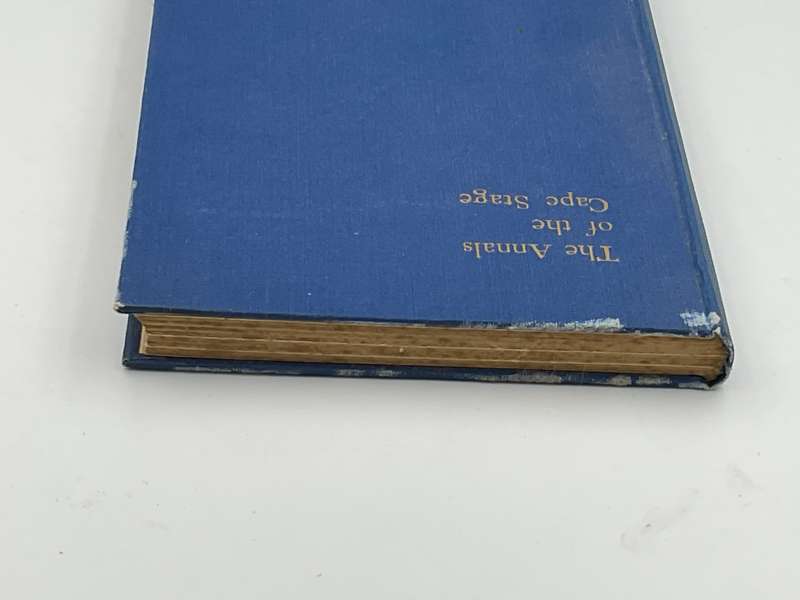 The Annals
of the
Cape Stage